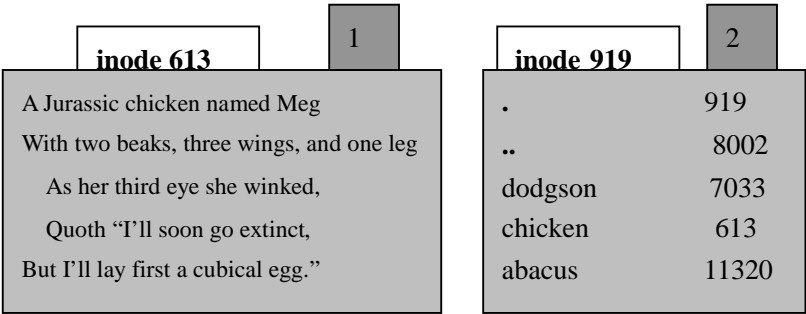 inode 613
1
A Jurassic chicken named Meg
With two beaks, three wings, and one leg
As her third eye she winked,
Quoth “I’ll soon go extinct,
But I’ll lay first a cubical egg.”
inode 919
2
. 919
.. 8002
dodgson 7033
chicken 613
abacus 11320